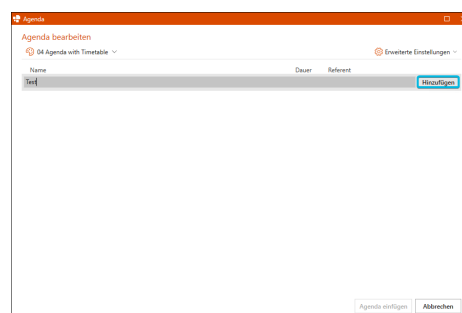 Agenda
Agenda bearbeiten
04 Agenda with Timetable
Erweiterte Einstellungen
Name Dauer Referent
Test Hinzufügen
Agenda einfügen Abbrechen